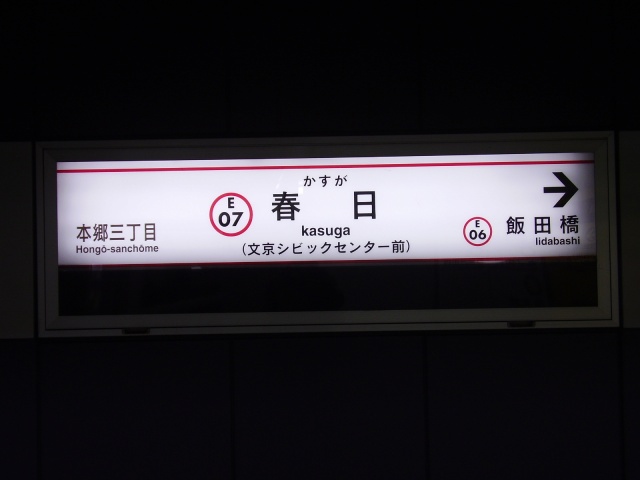 かすが
E
07
春日
kasuga
(文京シビックセンター前)
本郷三丁目
Hongō-sanchōme
→
E
06
飯田橋
Iidabashi